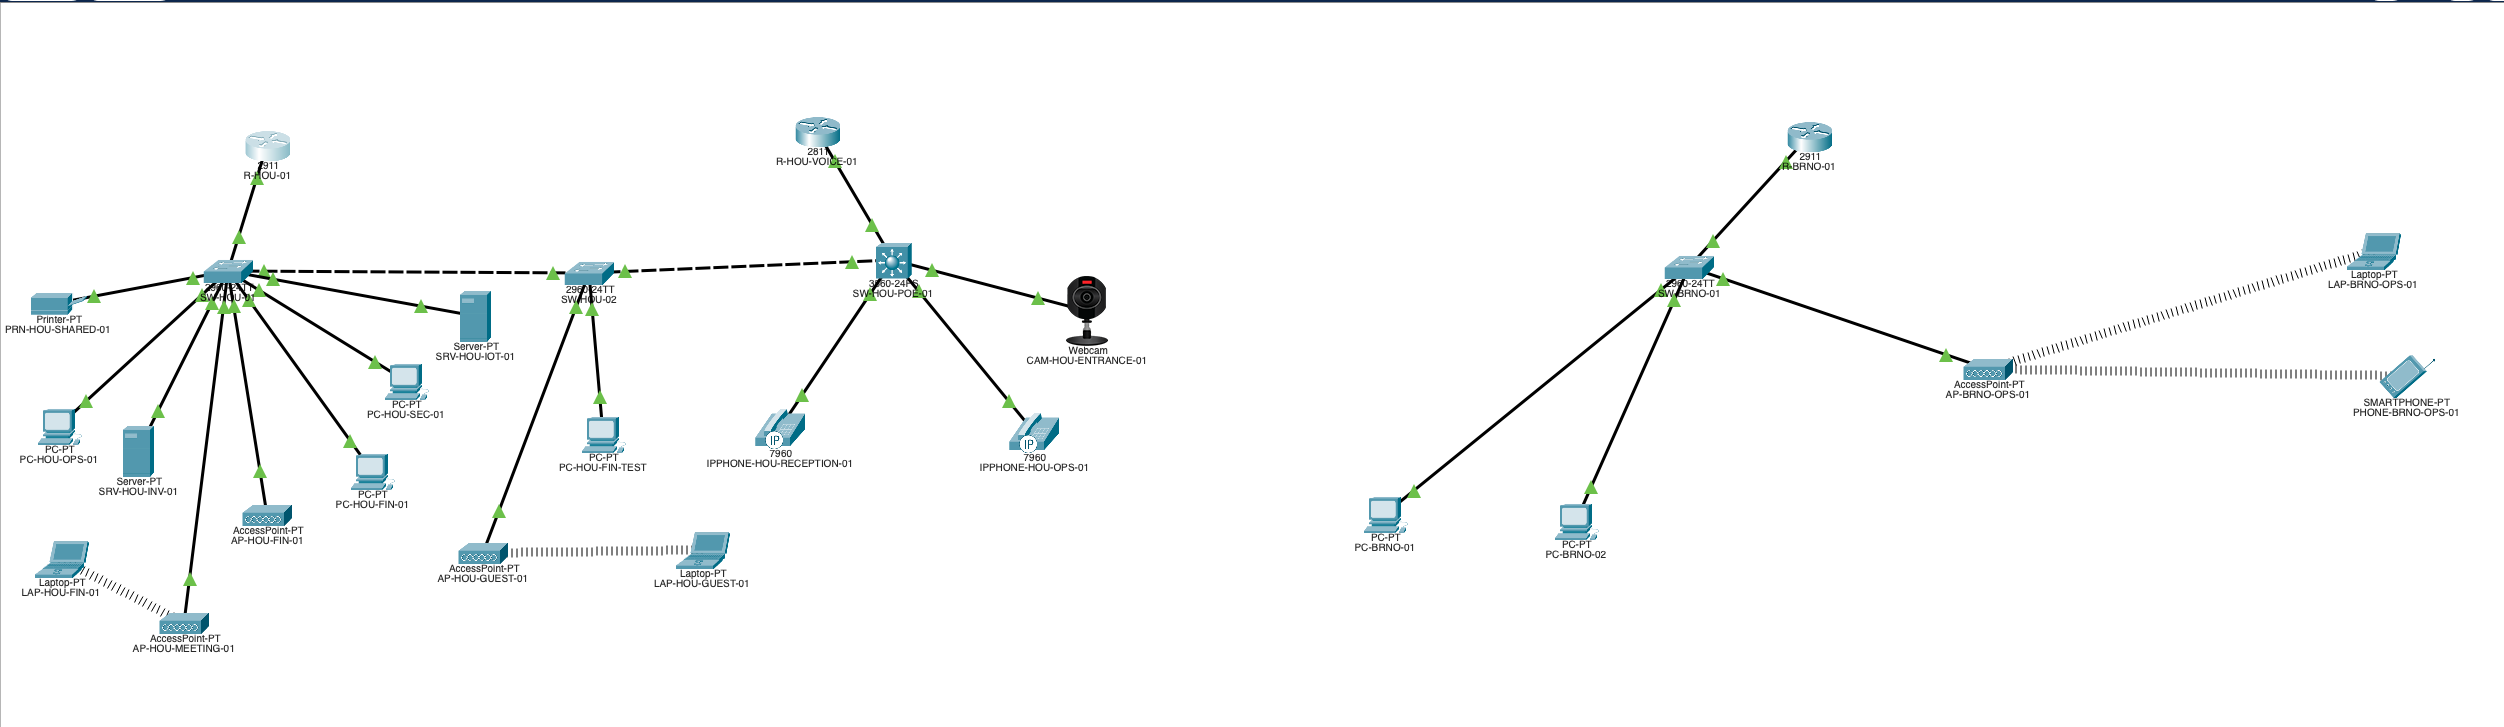 2911
R-HOU-01
2811
R-HOU-VOICE-01
2911
R-BRNO-01
2960-24TT
SW-HOU-01
2960-24TT
SW-HOU-02
3560-24PS
SW-HOU-POE-01
2960-24TT
SW-BRNO-01
Laptop-PT
LAP-BRNO-OPS-01
Printer-PT
PRN-HOU-SHARED-01
Server-PT
SRV-HOU-IOT-01
Webcam
CAM-HOU-ENTRANCE-01
AccessPoint-PT
AP-BRNO-OPS-01
SMARTPHONE-PT
PHONE-BRNO-OPS-01
PC-PT
PC-HOU-SEC-01
PC-PT
PC-HOU-OPS-01
Server-PT
SRV-HOU-INV-01
PC-PT
PC-HOU-FIN-01
PC-PT
PC-HOU-FIN-TEST
IP
7960
IPPHONE-HOU-RECEPTION-01
IP
7960
IPPHONE-HOU-OPS-01
AccessPoint-PT
AP-HOU-FIN-01
PC-PT
PC-BRNO-01
PC-PT
PC-BRNO-02
Laptop-PT
LAP-HOU-FIN-01
AccessPoint-PT
AP-HOU-GUEST-01
Laptop-PT
LAP-HOU-GUEST-01
AccessPoint-PT
AP-HOU-MEETING-01